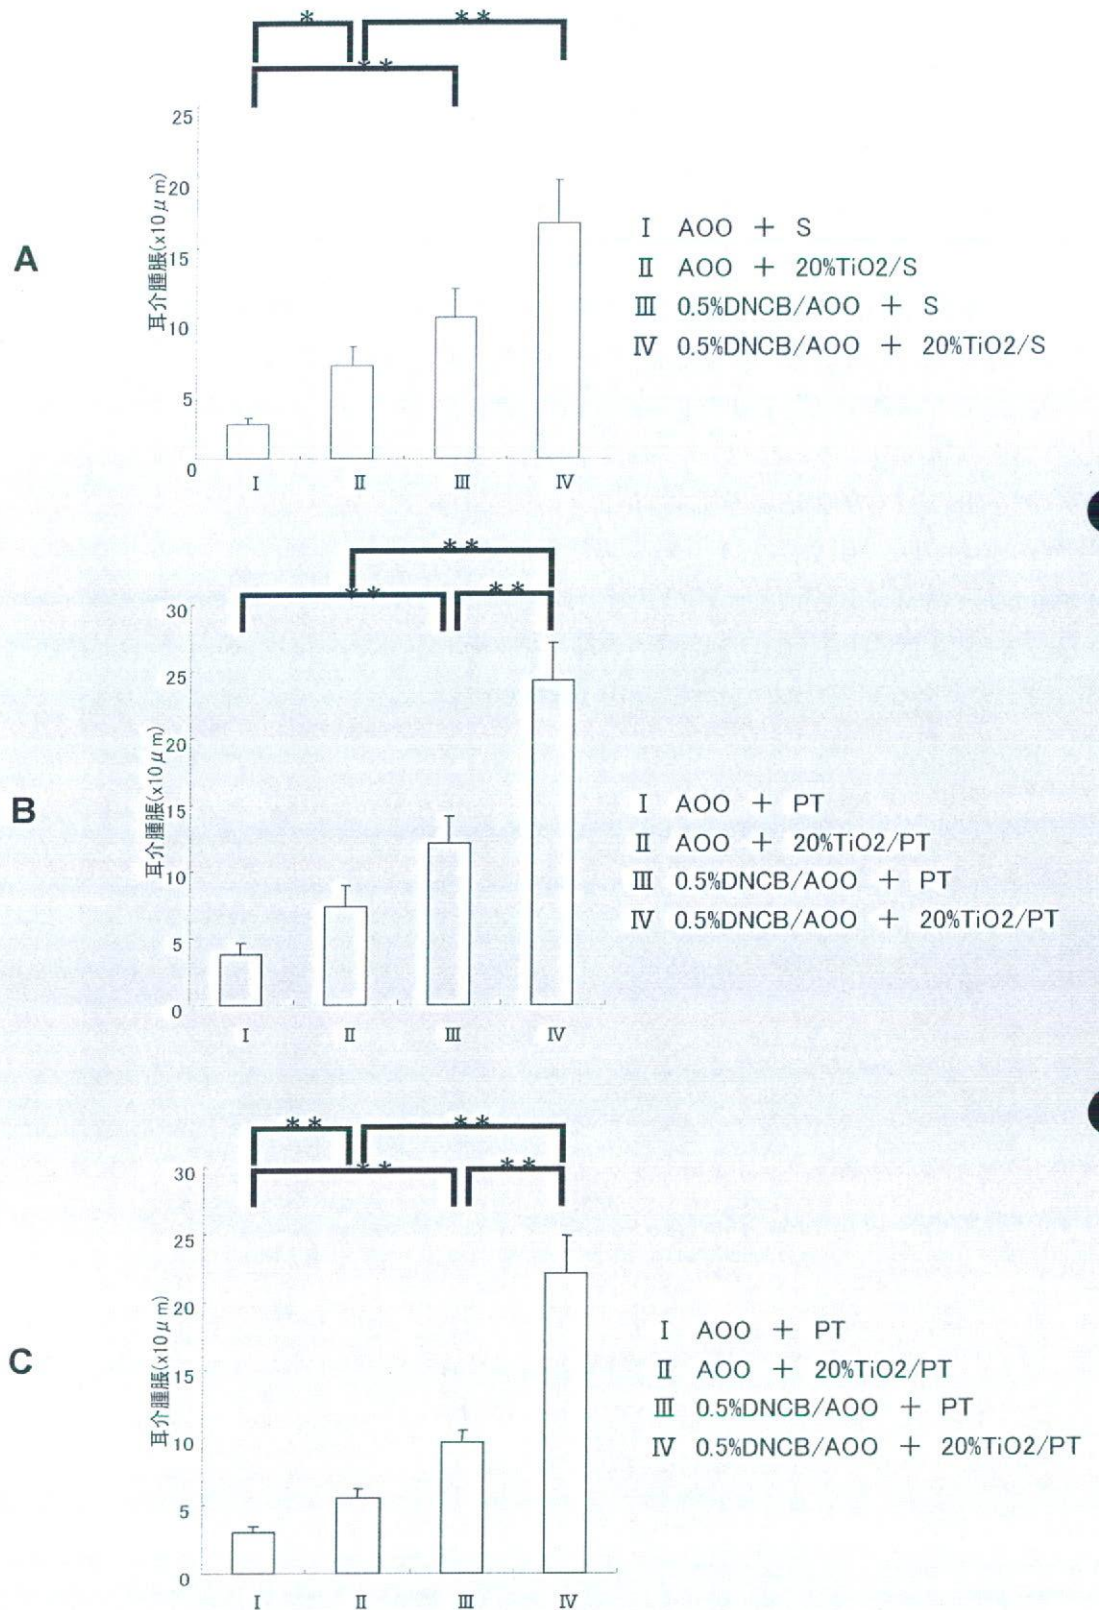 * **
**
A
耳介腫脹(x10μm)
25
20
15
10
5
0
Ⅰ Ⅱ Ⅲ Ⅳ
Ⅰ AOO + S
Ⅱ AOO + 20%TiO2/S
Ⅲ 0.5%DNCB/AOO + S
Ⅳ 0.5%DNCB/AOO + 20%TiO2/S
**
** **
B
耳介腫脹(x10μm)
30
25
20
15
10
5
0
Ⅰ Ⅱ Ⅲ Ⅳ
Ⅰ AOO + PT
Ⅱ AOO + 20%TiO2/PT
Ⅲ 0.5%DNCB/AOO + PT
Ⅳ 0.5%DNCB/AOO + 20%TiO2/PT
** **
** **
C
耳介腫脹(x10μm)
30
25
20
15
10
5
0
Ⅰ Ⅱ Ⅲ Ⅳ
Ⅰ AOO + PT
Ⅱ AOO + 20%TiO2/PT
Ⅲ 0.5%DNCB/AOO + PT
Ⅳ 0.5%DNCB/AOO + 20%TiO2/PT